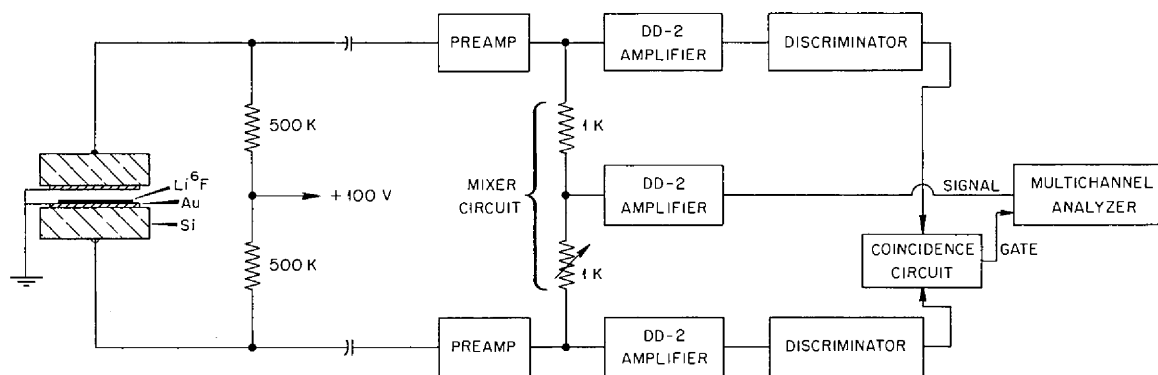 PREAMP
DD-2
AMPLIFIER
DISCRIMINATOR
500 K
1 K
Li⁶F
Au
Si
+100 V
MIXER
CIRCUIT
DD-2
AMPLIFIER
SIGNAL
MULTICHANNEL
ANALYZER
COINCIDENCE
CIRCUIT
GATE
500 K
1 K
PREAMP
DD-2
AMPLIFIER
DISCRIMINATOR